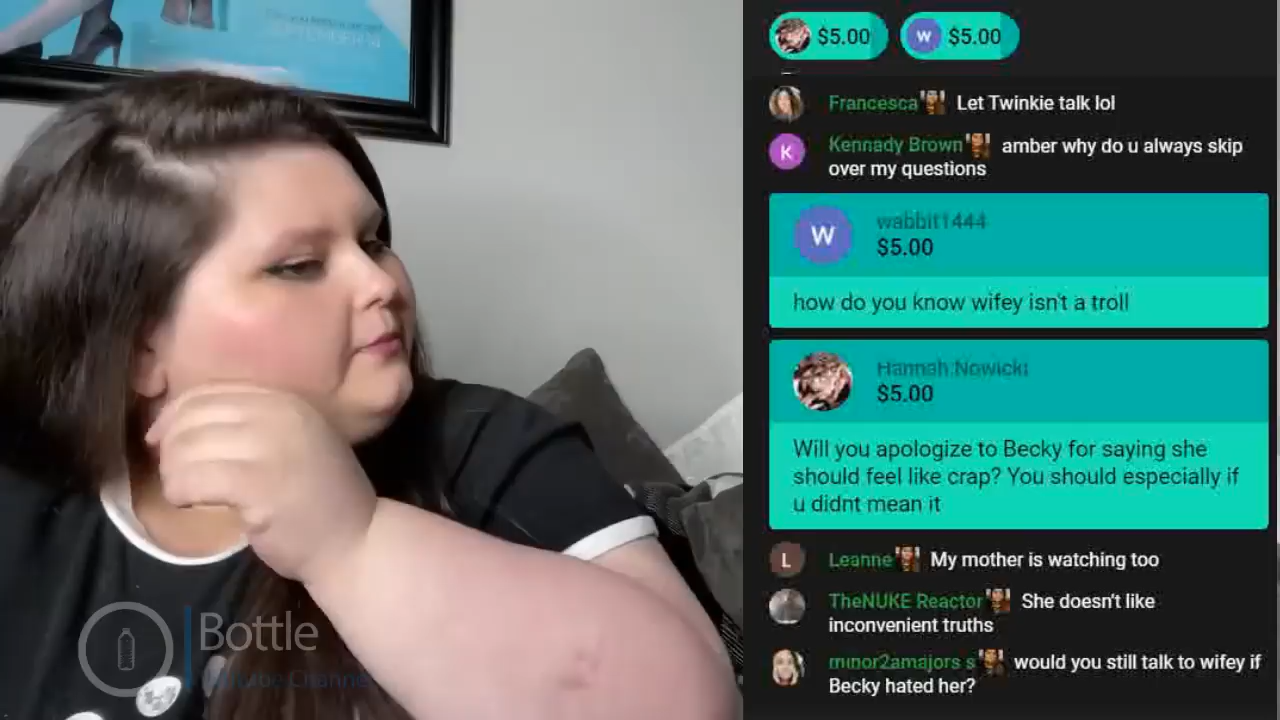 $5.00
W $5.00
Francesca Let Twinkie talk lol
K Kennady Brown amber why do u always skip
over my questions
W wabbit1444
$5.00
how do you know wifey isn't a troll
Hannah Nowicki
$5.00
Will you apologize to Becky for saying she
should feel like crap? You should especially if
u didnt mean it
L Leanne My mother is watching too
TheNUKE Reactor She doesn't like
inconvenient truths
minor2amajors s would you still talk to wifey if
Becky hated her?
Bottle
YouTube Channel